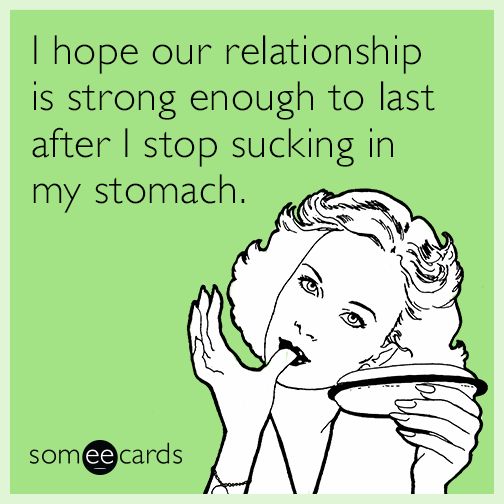 I hope our relationship
is strong enough to last
after I stop sucking in
my stomach.
someecards